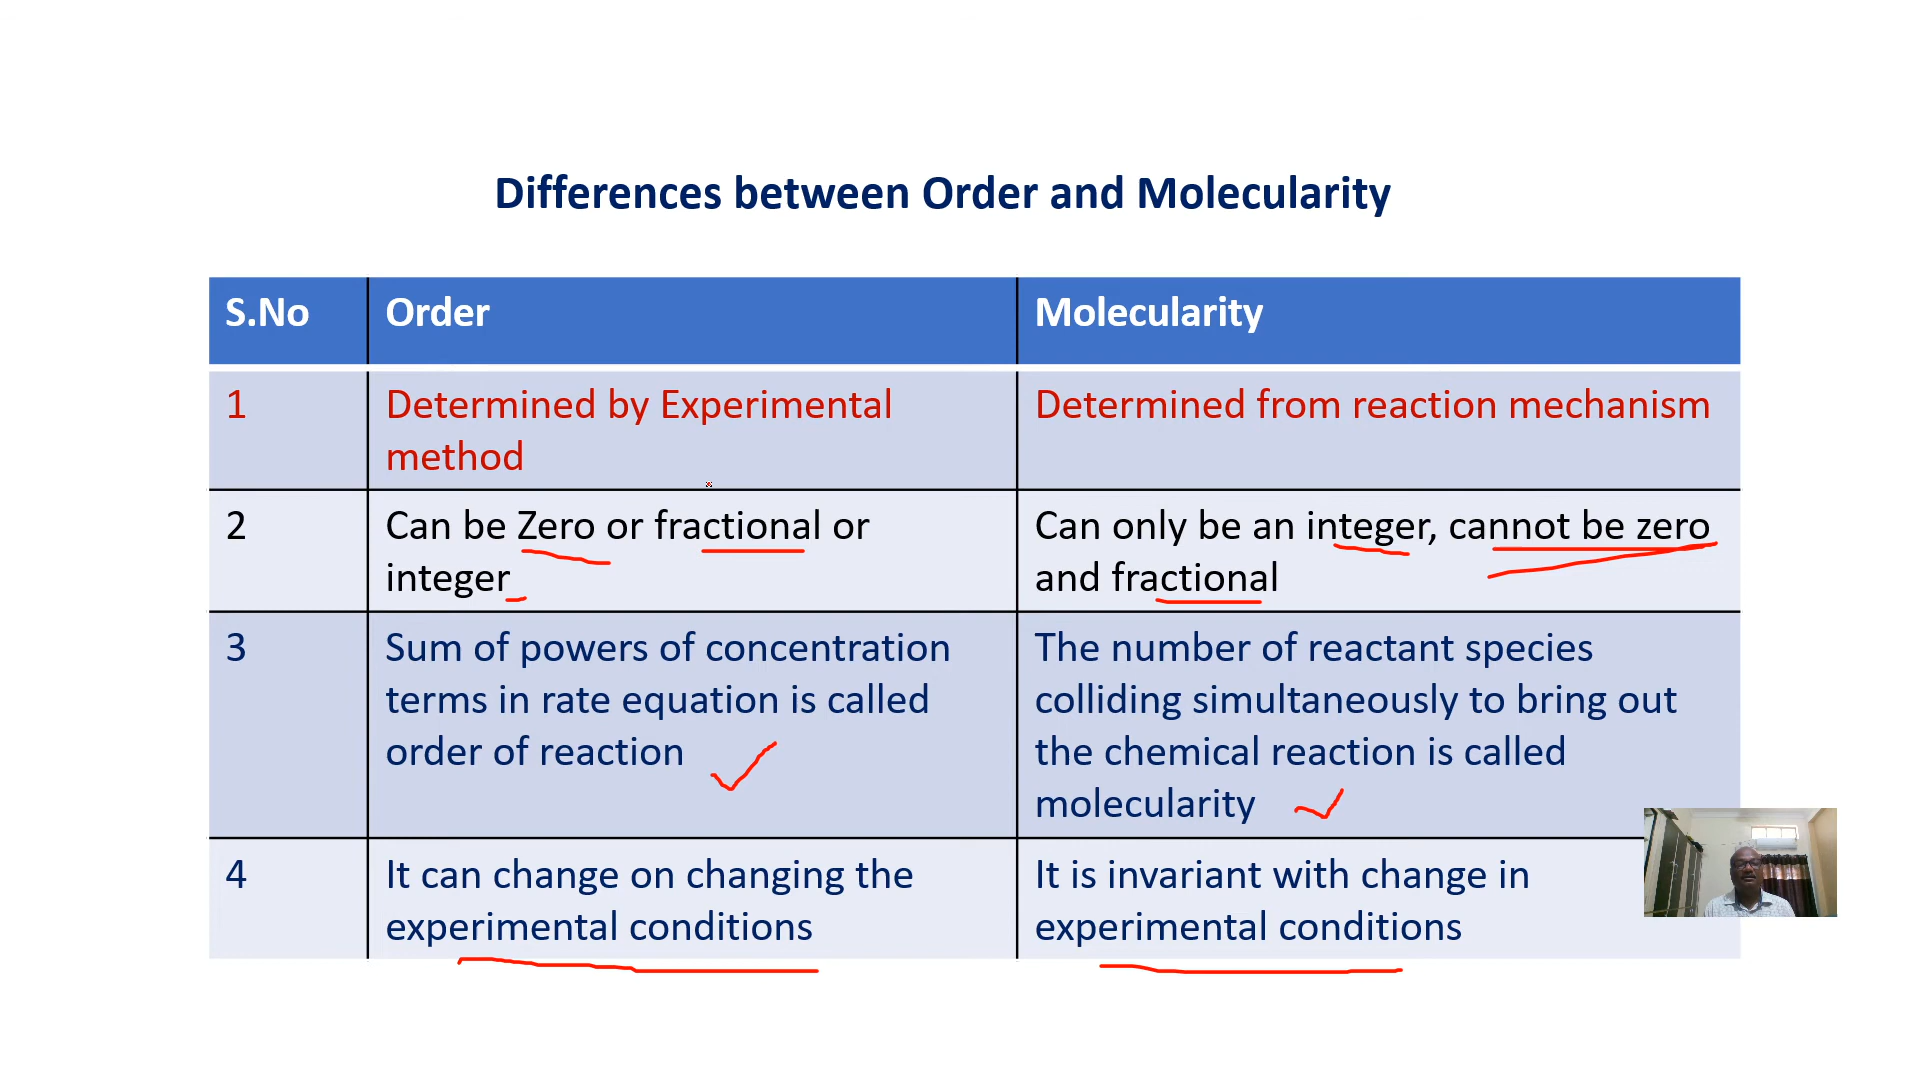 Differences between Order and Molecularity
S.No Order Molecularity
1 Determined by Experimental Determined from reaction mechanism
method
2 Can be Zero or fractional or Can only be an integer, cannot be zero
integer and fractional
3 Sum of powers of concentration The number of reactant species
terms in rate equation is called colliding simultaneously to bring out
order of reaction the chemical reaction is called
molecularity
4 It can change on changing the It is invariant with change in
experimental conditions experimental conditions